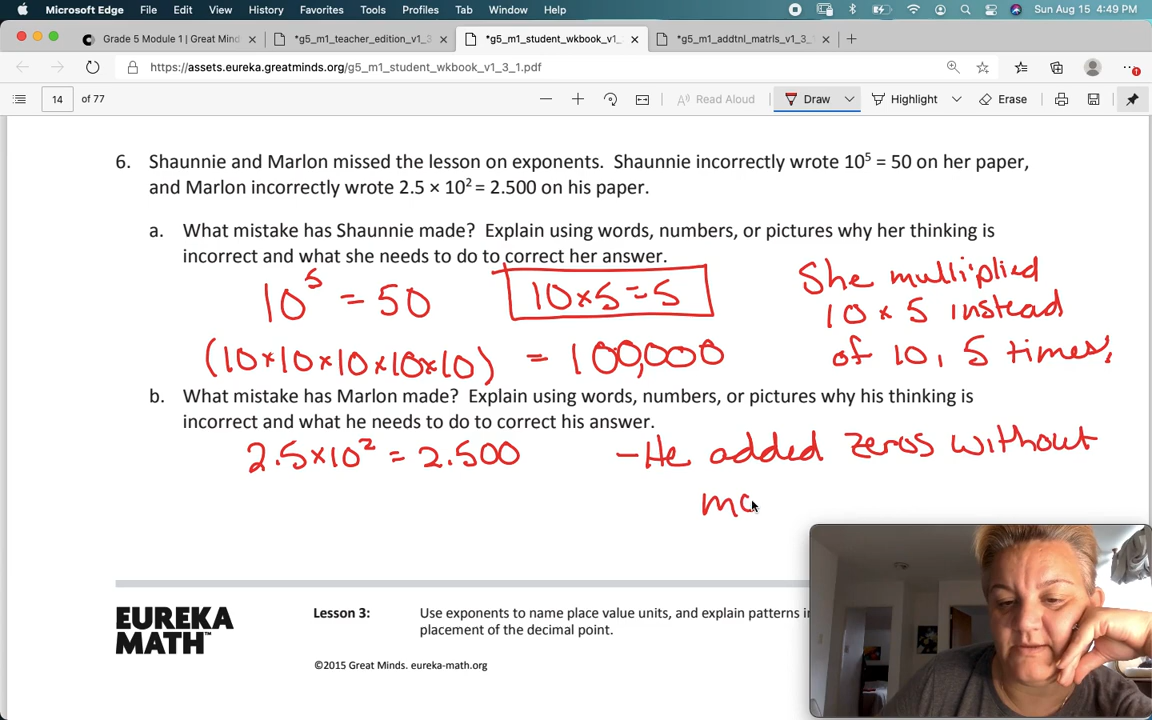 Microsoft Edge File Edit View History Favorites Tools Profiles Tab Window Help Sun Aug 15 4:49 PM
Grade 5 Module 1 | Great Mind
*g5_m1_teacher_edition_v1_3
*g5_m1_student_wkbook_v1_
*g5_m1_addtnl_matrls_v1_3_
https://assets.eureka.greatminds.org/g5_m1_student_wkbook_v1_3_1.pdf
14 of 77 Read Aloud Draw Highlight Erase
6. Shaunnie and Marlon missed the lesson on exponents. Shaunnie incorrectly wrote 10⁵ = 50 on her paper,
and Marlon incorrectly wrote 2.5 × 10² = 2.500 on his paper.
a. What mistake has Shaunnie made? Explain using words, numbers, or pictures why her thinking is
incorrect and what she needs to do to correct her answer.
10⁵ = 50
10×5=5
She multiplied
10 × 5 instead
of 10, 5 times,
(10×10×10×10×10) = 100,000
b. What mistake has Marlon made? Explain using words, numbers, or pictures why his thinking is
incorrect and what he needs to do to correct his answer.
2.5×10² = 2.500
-He added zeros without
mo
EUREKA
MATH™
Lesson 3:
Use exponents to name place value units, and explain patterns in
placement of the decimal point.
©2015 Great Minds. eureka-math.org